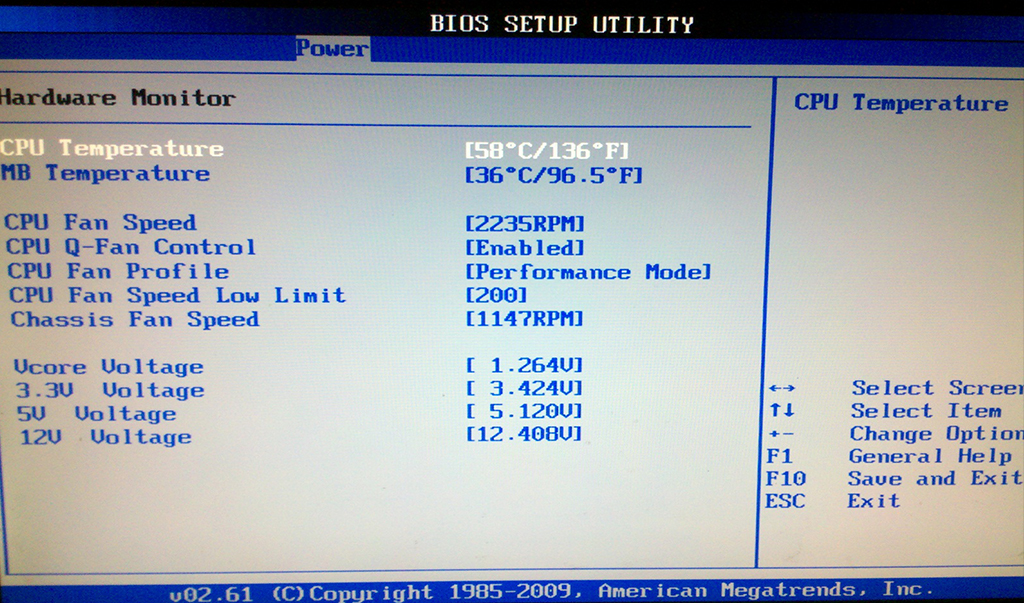 BIOS SETUP UTILITY
Power
Hardware Monitor
CPU Temperature [58°C/136°F]
MB Temperature [36°C/96.5°F]
CPU Fan Speed [2235RPM]
CPU Q-Fan Control [Enabled]
CPU Fan Profile [Performance Mode]
CPU Fan Speed Low Limit [200]
Chassis Fan Speed [1147RPM]
Vcore Voltage [ 1.264V]
3.3V Voltage [ 3.424V]
5V Voltage [ 5.120V]
12V Voltage [12.408V]
CPU Temperature
←→ Select Screen
↑↓ Select Item
+- Change Option
F1 General Help
F10 Save and Exit
ESC Exit
v02.61 (C)Copyright 1985-2009, American Megatrends, Inc.